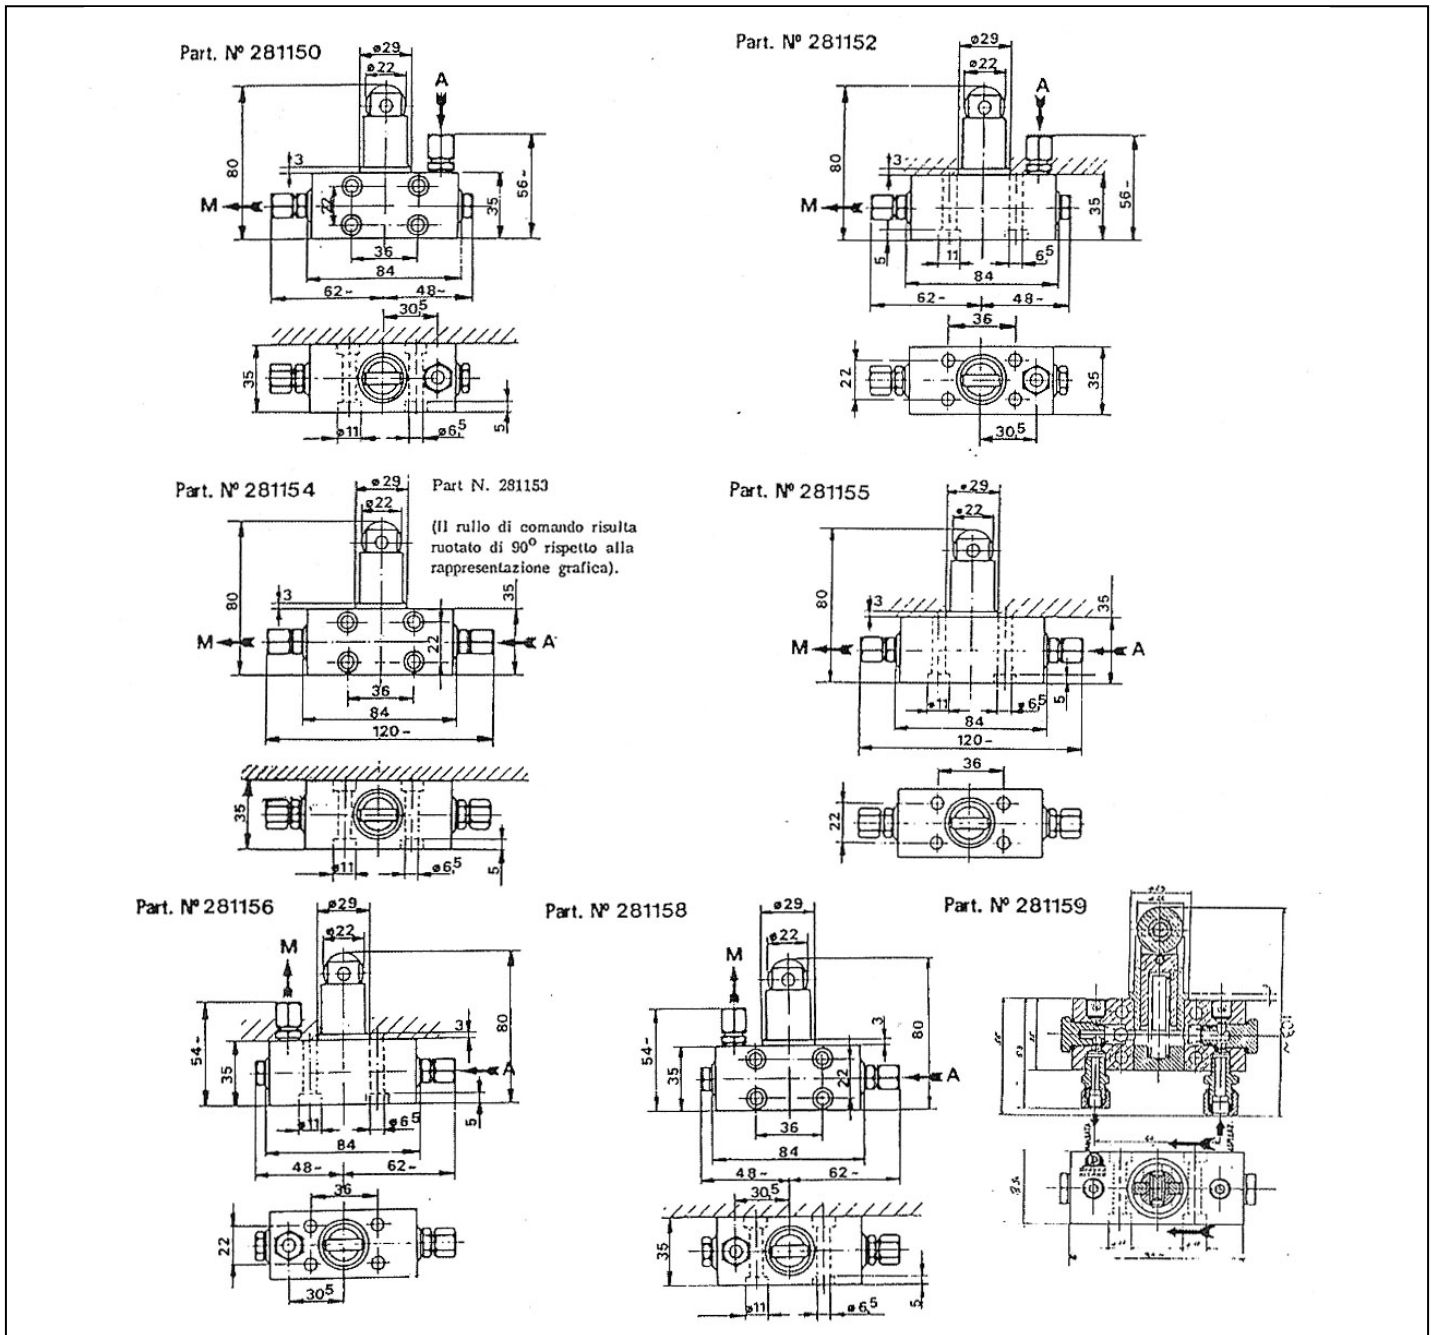 Part. Nº 281150
ø29
ø22
A
80
3
M
22
35
56~
36
84
62~
48~
30,5
35
ø11
ø6,5
5
Part. Nº 281152
ø29
ø22
A
80
3
M
35
56~
5
11
6,5
84
62~
48~
36
22
35
30,5
Part. Nº 281154
ø29
ø22
Part N. 281153
(Il rullo di comando risulta
ruotato di 90° rispetto alla
rappresentazione grafica).
80
3
35
M
22
A
36
84
120~
35
ø11
ø6,5
5
Part. Nº 281155
ø29
ø22
80
3
35
M
A
ø11
ø6,5
5
84
120~
36
22
Part. Nº 281156
ø29
ø22
M
54~
35
3
80
A
ø11
ø6,5
5
84
48~
62~
36
22
30,5
Part. Nº 281158
ø29
ø22
M
54~
35
3
80
22
A
36
84
48~
62~
30,5
35
ø11
ø6,5
5
Part. Nº 281159